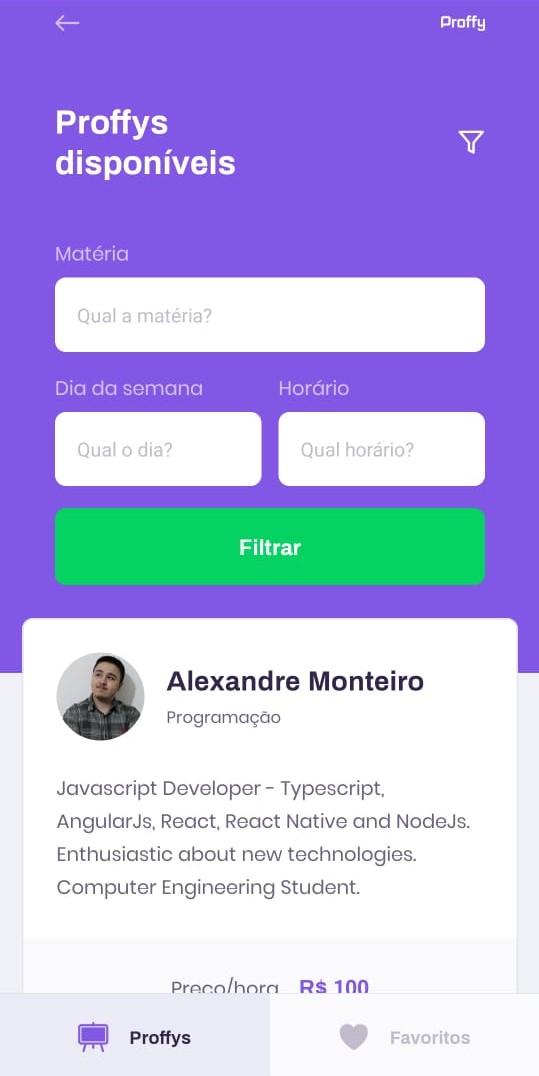 Proffy
Proffys
disponíveis
Matéria
Qual a matéria?
Dia da semana Horário
Qual o dia? Qual horário?
Filtrar
Alexandre Monteiro
Programação
Javascript Developer - Typescript,
AngularJs, React, React Native and NodeJs.
Enthusiastic about new technologies.
Computer Engineering Student.
Preço/hora R$ 100
Proffys Favoritos